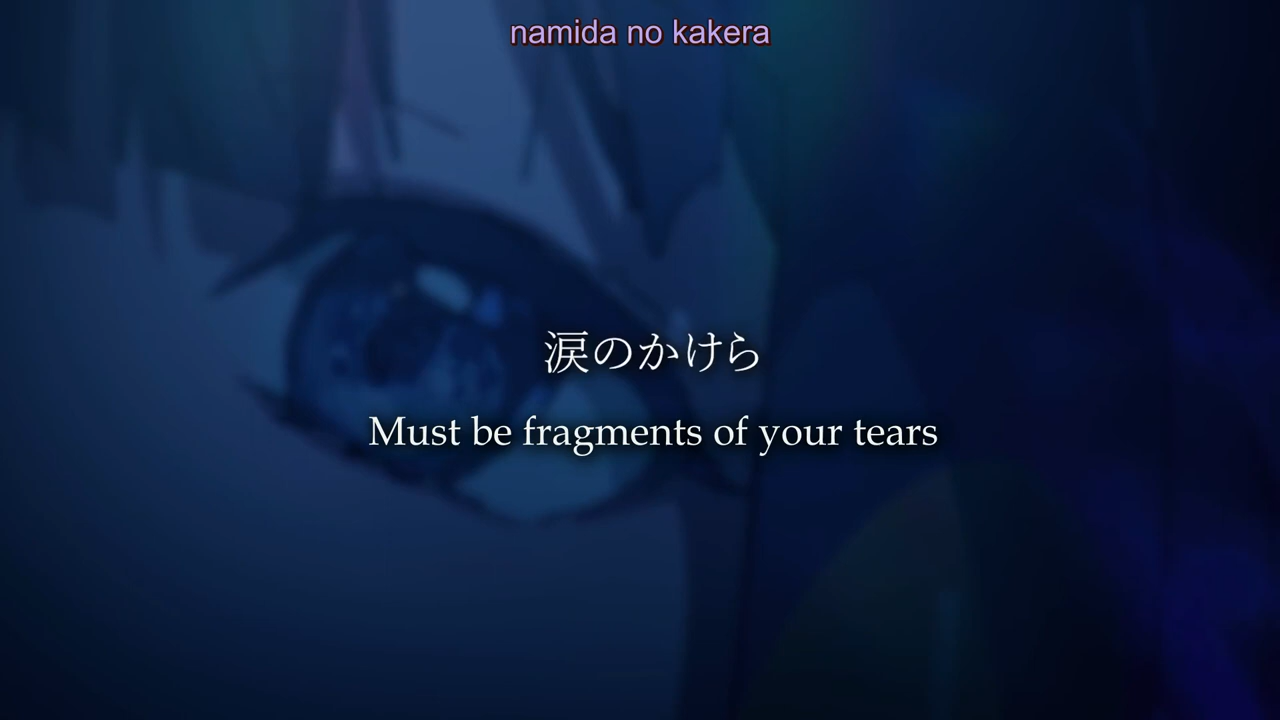 namida no kakera
涙のかけら
Must be fragments of your tears